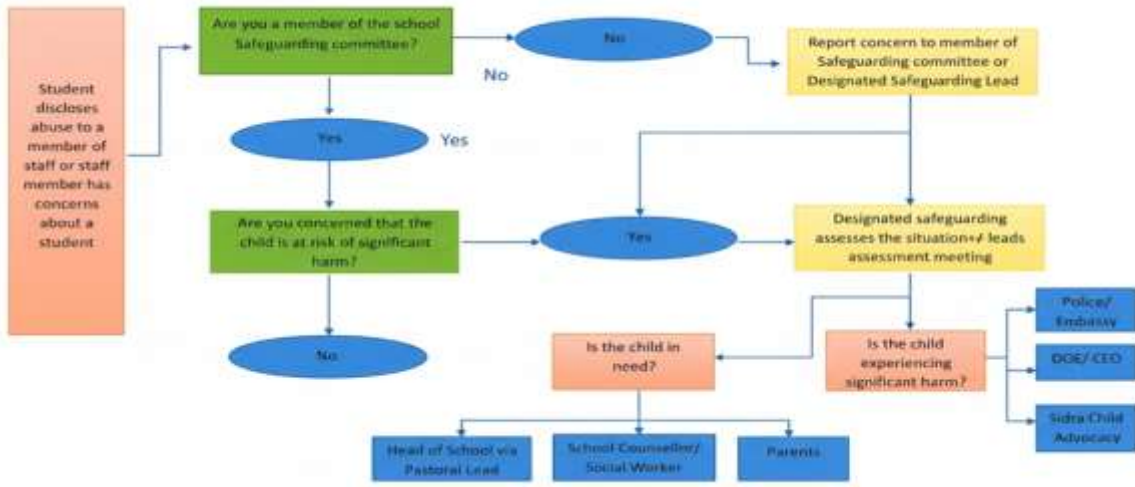 Student
discloses
abuse to a
member of
staff or staff
member has
concerns
about a
student
Are you a member of the school
Safeguarding committee?
No
No
Report concern to member of
Safeguarding committee or
Designated Safeguarding Lead
Yes
Yes
Are you concerned that the
child is at risk of significant
harm?
Yes
Designated safeguarding
assesses the situation+/ leads
assessment meeting
No
Is the child in
need?
Is the child
experiencing
significant harm?
Police/
Embassy
DOE/ CEO
Sidra Child
Advocacy
Head of School via
Pastoral Lead
School Counsellor/
Social Worker
Parents